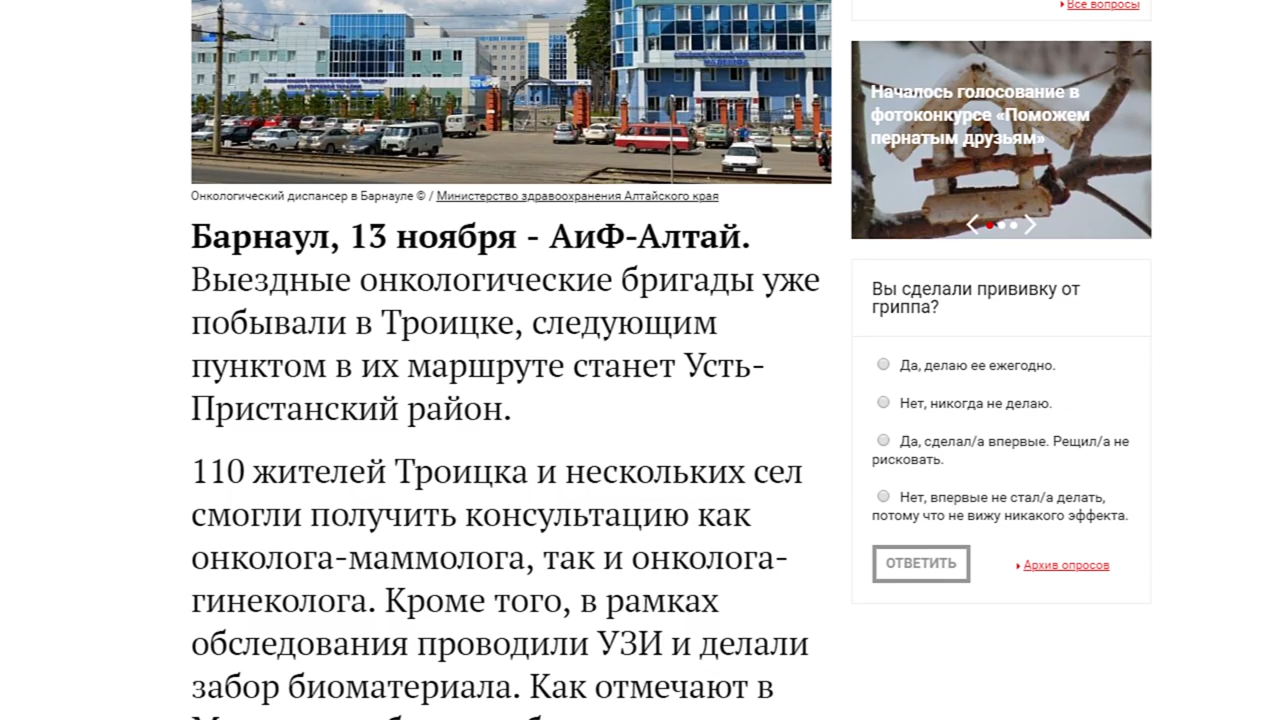 Онкологический диспансер в Барнауле © / Министерство здравоохранения Алтайского края
Барнаул, 13 ноября - АиФ-Алтай.
Выездные онкологические бригады уже
побывали в Троицке, следующим
пунктом в их маршруте станет Усть-
Пристанский район.
110 жителей Троицка и нескольких сел
смогли получить консультацию как
онколога-маммолога, так и онколога-
гинеколога. Кроме того, в рамках
обследования проводили УЗИ и делали
забор биоматериала. Как отмечают в
Все вопросы
Началось голосование в
фотоконкурсе «Поможем
пернатым друзьям»
Вы сделали прививку от
гриппа?
Да, делаю ее ежегодно.
Нет, никогда не делаю.
Да, сделал/а впервые. Рещил/а не
рисковать.
Нет, впервые не стал/а делать,
потому что не вижу никакого эффекта.
ОТВЕТИТЬ
Архив опросов